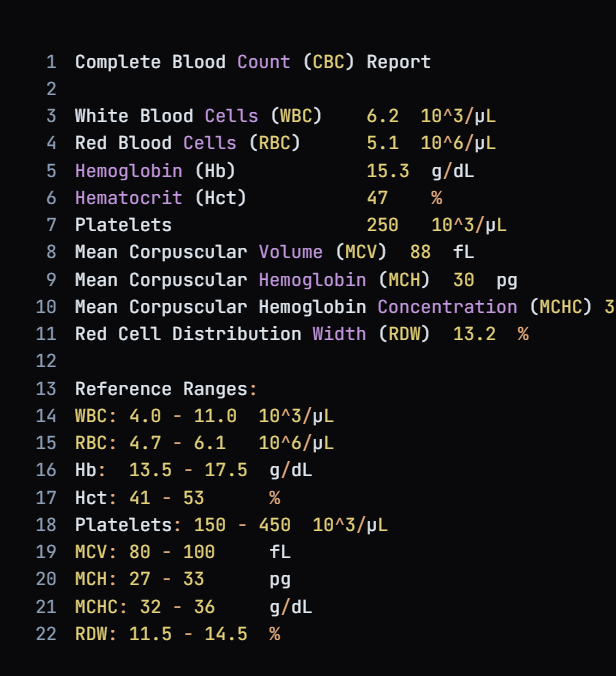 1 Complete Blood Count (CBC) Report
2
3 White Blood Cells (WBC) 6.2 10^3/µL
4 Red Blood Cells (RBC) 5.1 10^6/µL
5 Hemoglobin (Hb) 15.3 g/dL
6 Hematocrit (Hct) 47 %
7 Platelets 250 10^3/µL
8 Mean Corpuscular Volume (MCV) 88 fL
9 Mean Corpuscular Hemoglobin (MCH) 30 pg
10 Mean Corpuscular Hemoglobin Concentration (MCHC) 3
11 Red Cell Distribution Width (RDW) 13.2 %
12
13 Reference Ranges:
14 WBC: 4.0 - 11.0 10^3/µL
15 RBC: 4.7 - 6.1 10^6/µL
16 Hb: 13.5 - 17.5 g/dL
17 Hct: 41 - 53 %
18 Platelets: 150 - 450 10^3/µL
19 MCV: 80 - 100 fL
20 MCH: 27 - 33 pg
21 MCHC: 32 - 36 g/dL
22 RDW: 11.5 - 14.5 %